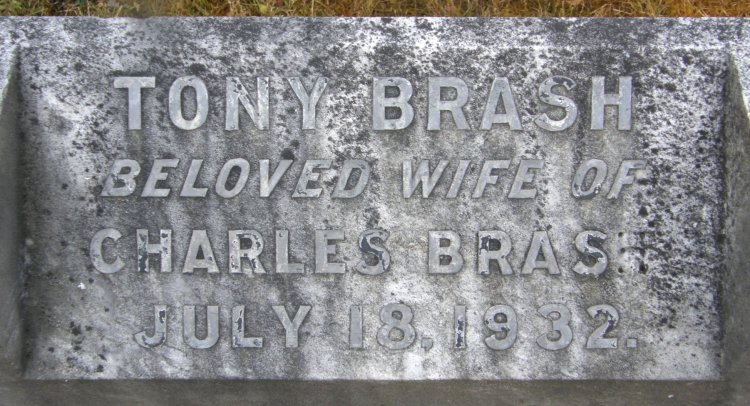 TONY BRASH
BELOVED WIFE OF
CHARLES BRASH
JULY 18, 1932.